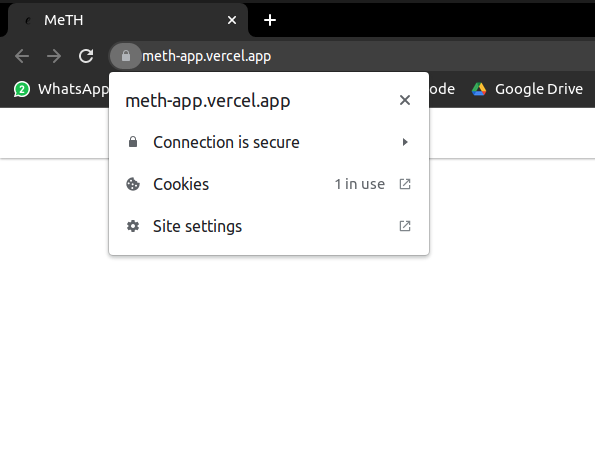 MeTH
meth-app.vercel.app
2 WhatsApp ode Google Drive
meth-app.vercel.app
Connection is secure
Cookies 1 in use
Site settings